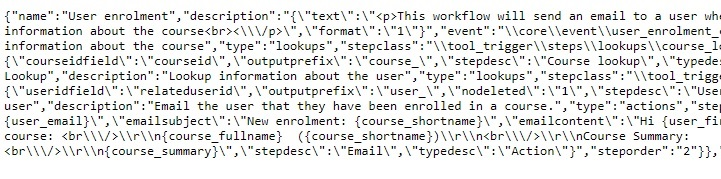 {"name":"User enrolment","description":"{\"text\":\"<p>This workflow will send an email to a user who
information about the course<br><\\\/p>\",\"format\":\"1\"}","event":"\\core\\event\\user_enrolment_c
information about the course","type":"lookups","stepclass":"\\tool_trigger\\steps\\lookups\\course_lo
{\"courseidfield\":\"courseid\",\"outputprefix\":\"course_\",\"stepdesc\":\"Course lookup\",\"typedes
Lookup","description":"Lookup information about the user","type":"lookups","stepclass":"\\tool_trigge
{\"useridfield\":\"relateduserid\",\"outputprefix\":\"user_\",\"nodeleted\":\"1\",\"stepdesc\":\"Use
user","description":"Email the user that they have been enrolled in a course.","type":"actions","step
{user_email}\",\"emailsubject\":\"New enrolment: {course_shortname}\",\"emailcontent\":\"Hi {user_fir
course: <br\\\/>\\r\\n{course_fullname}  ({course_shortname})\\r\\n<br\\\/>\\r\\nCourse Summary:
<br\\\/>\\r\\n{course_summary}\",\"stepdesc\":\"Email\",\"typedesc\":\"Action\"}","steporder":"2"}},"